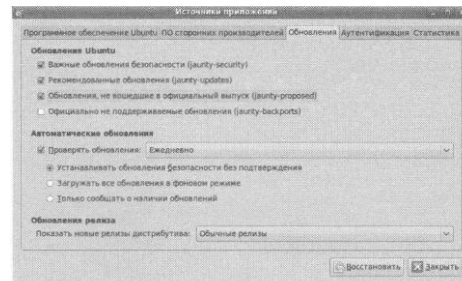 Источники приложений
Программное обеспечение Ubuntu ПО сторонних производителей Обновления Аутентификация Статистика
Обновления Ubuntu
Важные обновления безопасности (jaunty-security)
Рекомендованные обновления (jaunty-updates)
Обновления, не вошедшие в официальный выпуск (jaunty-proposed)
Официально не поддерживаемые обновления (jaunty-backports)
Автоматические обновления
Проверять обновления: Ежедневно
Устанавливать обновления безопасности без подтверждения
Загружать все обновления в фоновом режиме
Только сообщать о наличии обновлений
Обновления релиза
Показать новые релизы дистрибутива: Обычные релизы
Восстановить Закрыть